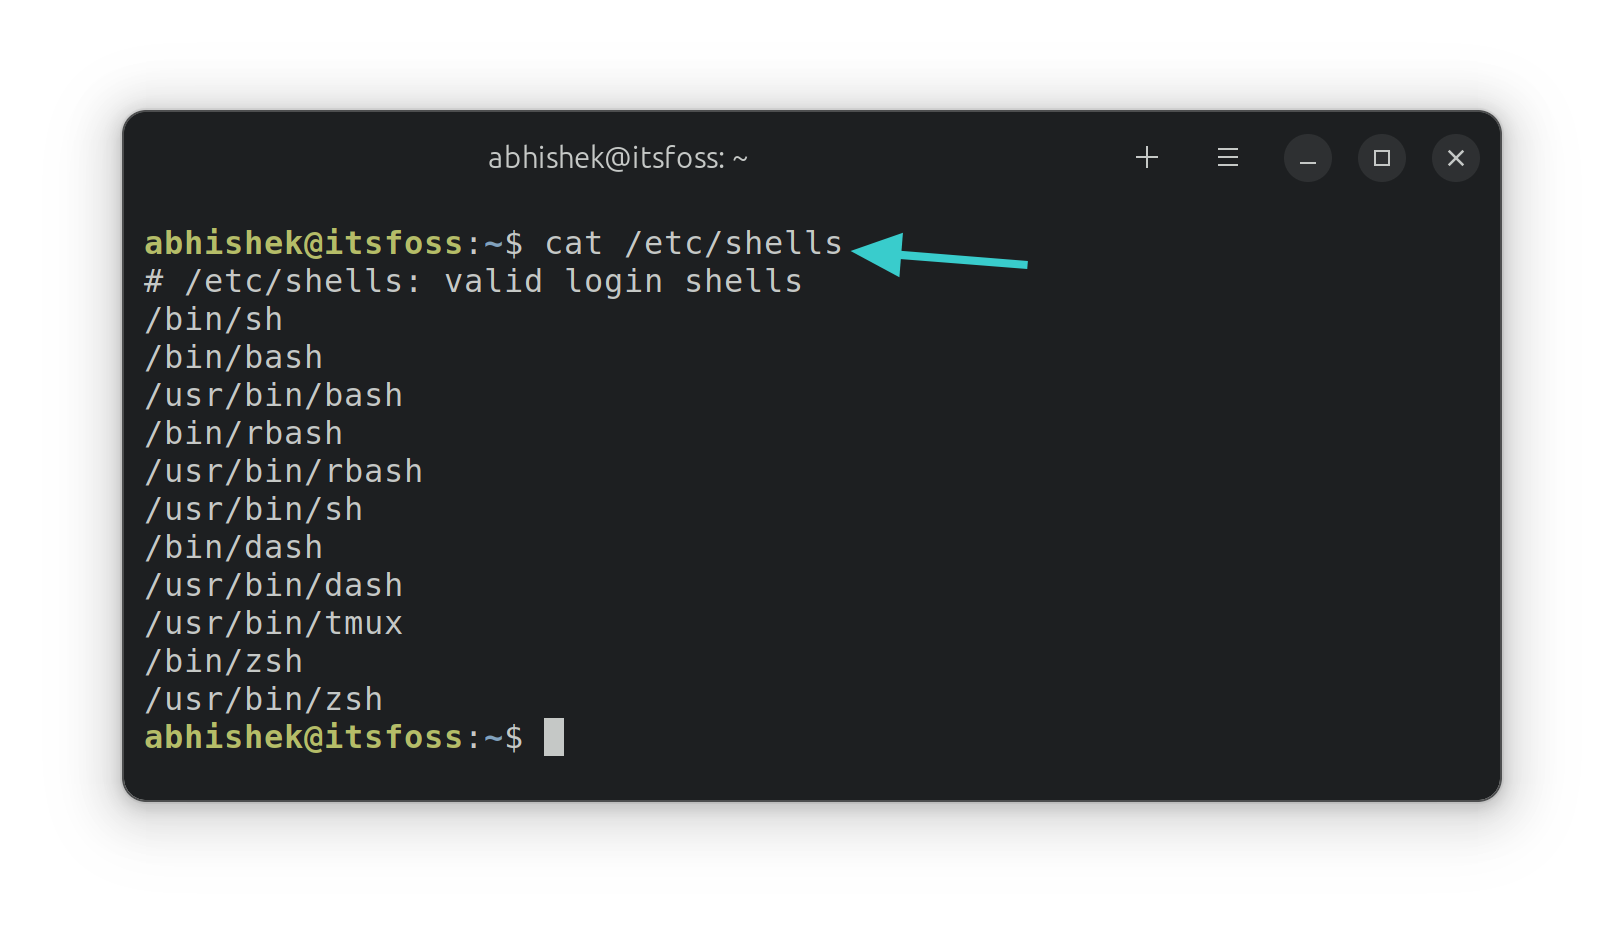 abhishek@itsfoss: ~
abhishek@itsfoss:~$ cat /etc/shells
# /etc/shells: valid login shells
/bin/sh
/bin/bash
/usr/bin/bash
/bin/rbash
/usr/bin/rbash
/usr/bin/sh
/bin/dash
/usr/bin/dash
/usr/bin/tmux
/bin/zsh
/usr/bin/zsh
abhishek@itsfoss:~$